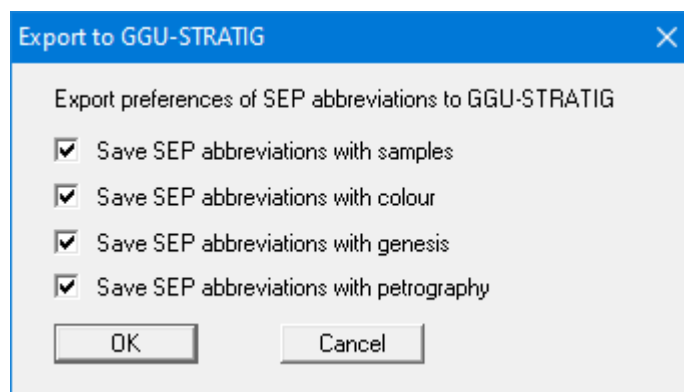 Export to GGU-STRATIG
Export preferences of SEP abbreviations to GGU-STRATIG
Save SEP abbreviations with samples
Save SEP abbreviations with colour
Save SEP abbreviations with genesis
Save SEP abbreviations with petrography
OK Cancel